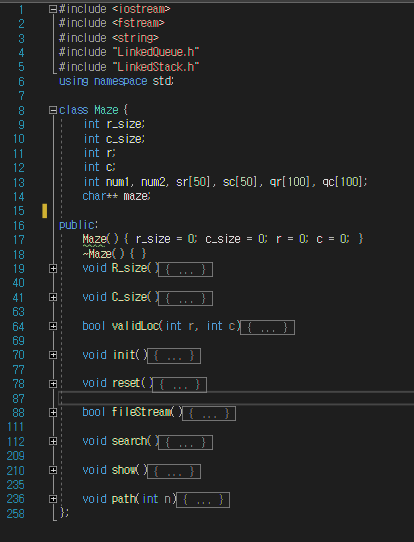 1 #include <iostream>
2 #include <fstream>
3 #include <string>
4 #include "LinkedQueue.h"
5 #include "LinkedStack.h"
6 using namespace std;
7
8 class Maze {
9 int r_size;
10 int c_size;
11 int r;
12 int c;
13 int num1, num2, sr[50], sc[50], qr[100], qc[100];
14 char** maze;
15
16 public:
17 Maze() { r_size = 0; c_size = 0; r = 0; c = 0; }
18 ~Maze() { }
19 void R_size() { ... }
40
41 void C_size() { ... }
63
64 bool validLoc(int r, int c) { ... }
69
70 void init() { ... }
77
78 void reset() { ... }
87
88 bool fileStream() { ... }
111
112 void search() { ... }
209
210 void show() { ... }
235
236 void path(int n) { ... }
258 };